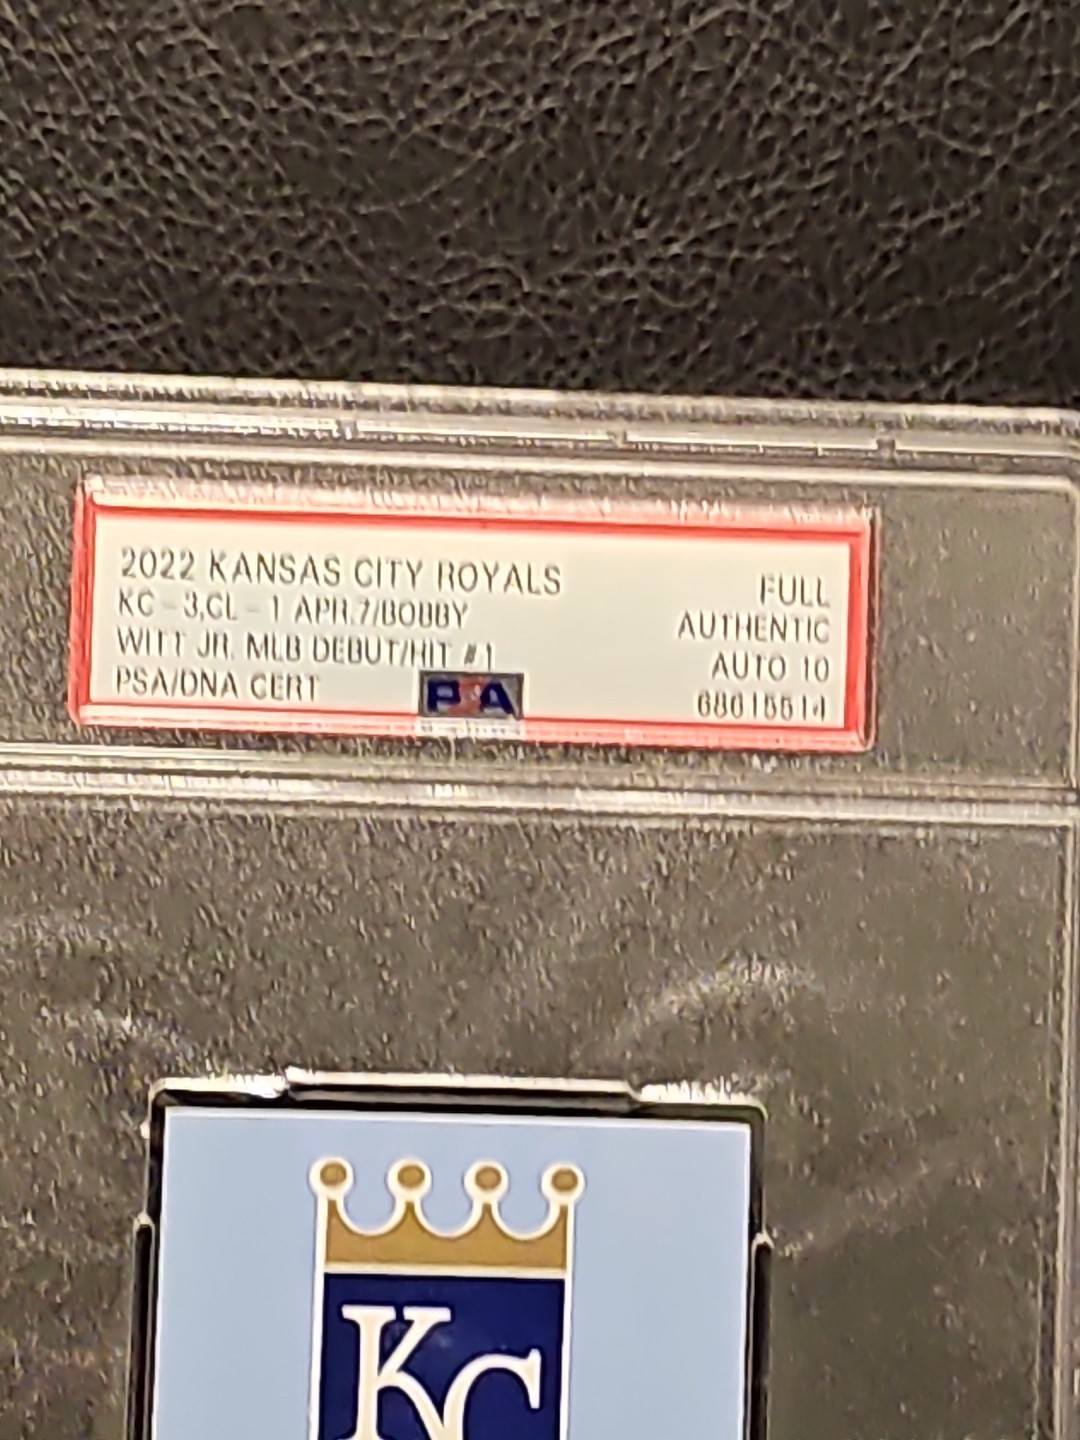 2022 KANSAS CITY ROYALS
KC - 3,CL - 1 APR.7/BOBBY
WITT JR. MLB DEBUT/HIT #1
PSA/DNA CERT
PSA
FULL
AUTHENTIC
AUTO 10
68615514
KC